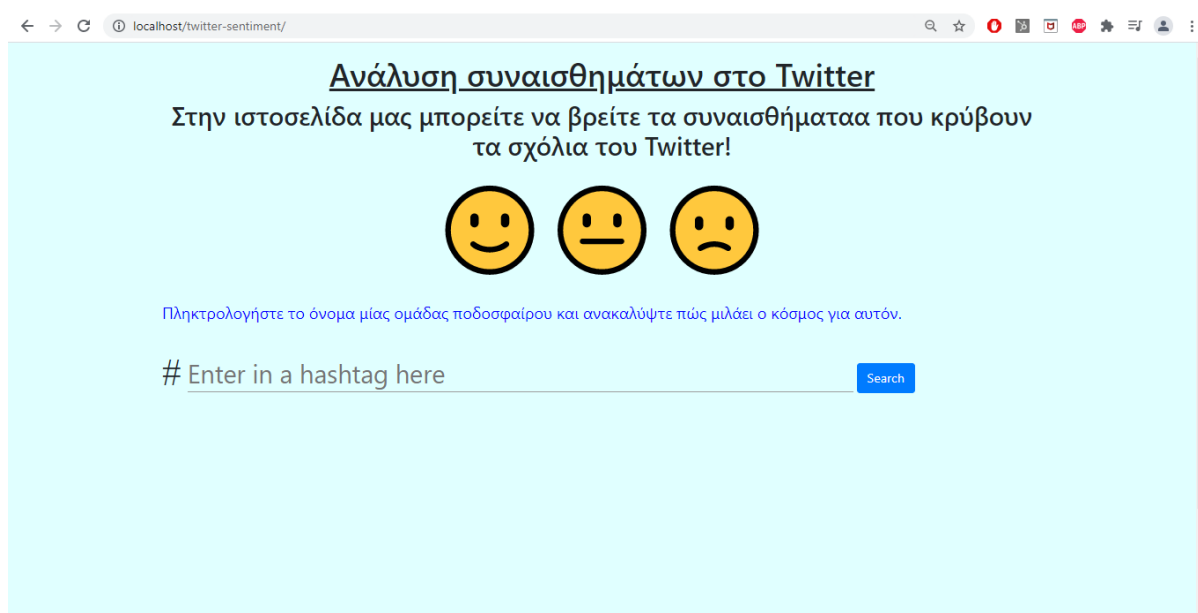 localhost/twitter-sentiment/
ABP
Ανάλυση συναισθημάτων στο Twitter
Στην ιστοσελίδα μας μπορείτε να βρείτε τα συναισθήματαα που κρύβουν
τα σχόλια του Twitter!
Πληκτρολογήστε το όνομα μίας ομάδας ποδοσφαίρου και ανακαλύψτε πώς μιλάει ο κόσμος για αυτόν.
# Enter in a hashtag here Search